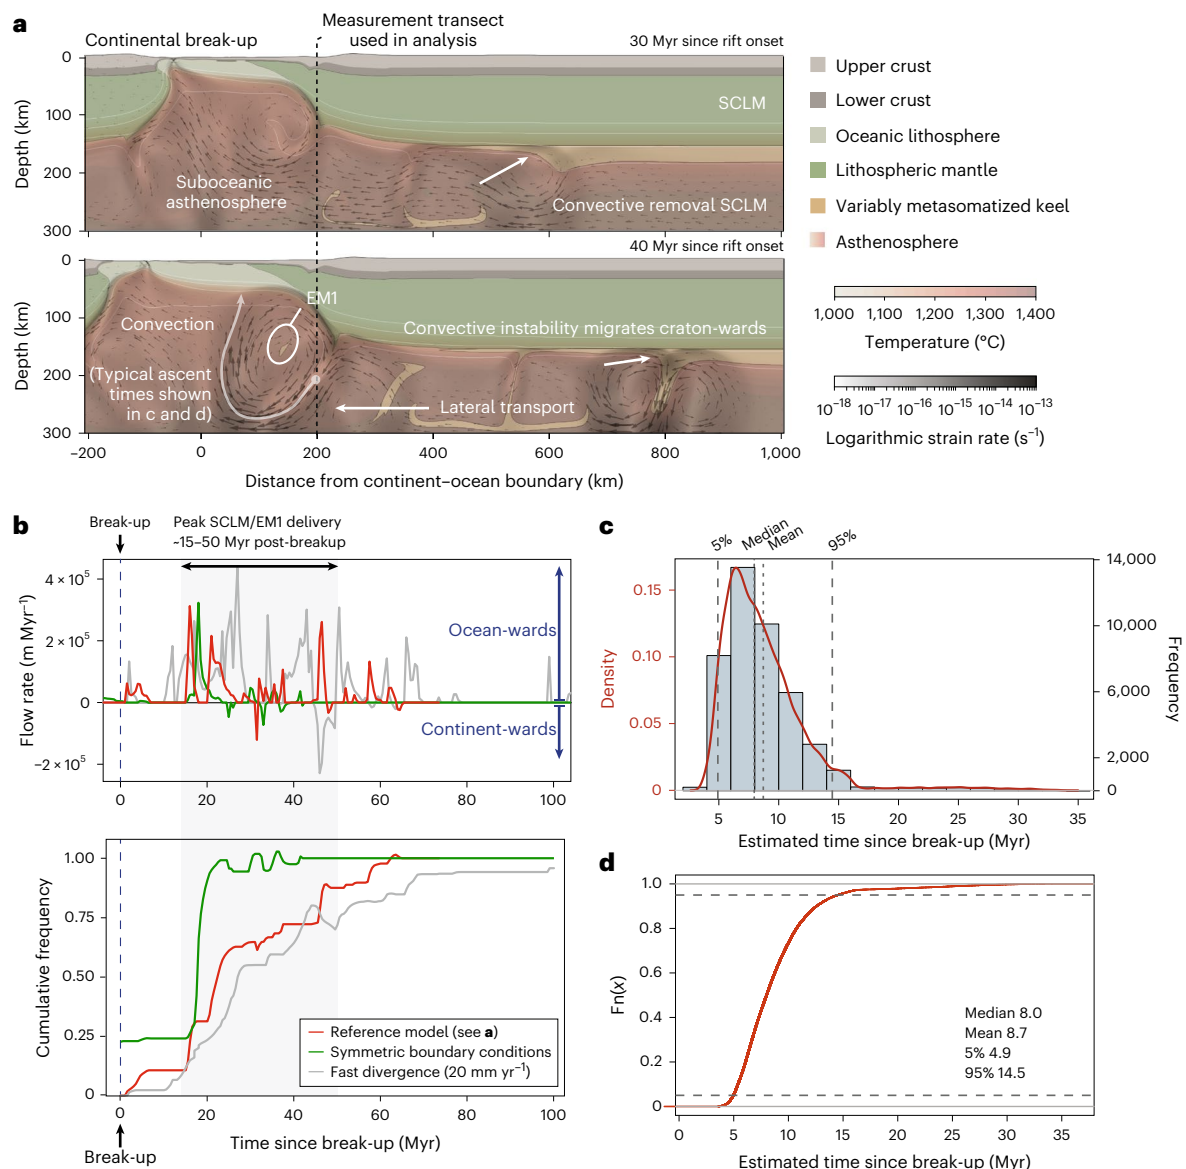 a
Measurement transect
used in analysis
Continental break-up
30 Myr since rift onset
0
100
200
300
Depth (km)
SCLM
Suboceanic
asthenosphere
Convective removal SCLM
40 Myr since rift onset
0
100
200
300
Depth (km)
EM1
Convection
Convective instability migrates craton-wards
(Typical ascent
times shown
in c and d)
Lateral transport
−200 0 200 400 600 800 1,000
Distance from continent–ocean boundary (km)
Upper crust
Lower crust
Oceanic lithosphere
Lithospheric mantle
Variably metasomatized keel
Asthenosphere
1,000 1,100 1,200 1,300 1,400
Temperature (°C)
10⁻¹⁸ 10⁻¹⁷ 10⁻¹⁶ 10⁻¹⁵ 10⁻¹⁴ 10⁻¹³
Logarithmic strain rate (s⁻¹)
b
Break-up
Peak SCLM/EM1 delivery
~15–50 Myr post-breakup
4 × 10⁵
2 × 10⁵
0
−2 × 10⁵
Flow rate (m Myr⁻¹)
Ocean-wards
Continent-wards
0 20 40 60 80 100
1.00
0.75
0.50
0.25
0
Cumulative frequency
Reference model (see a)
Symmetric boundary conditions
Fast divergence (20 mm yr⁻¹)
0 20 40 60 80 100
Time since break-up (Myr)
Break-up
c
5%
Median
Mean
95%
0.15
0.10
0.05
0
Density
14,000
10,000
6,000
2,000
0
Frequency
5 10 15 20 25 30 35
Estimated time since break-up (Myr)
d
1.0
0.8
0.6
0.4
0.2
0
Fn(x)
Median 8.0
Mean 8.7
5% 4.9
95% 14.5
0 5 10 15 20 25 30 35
Estimated time since break-up (Myr)